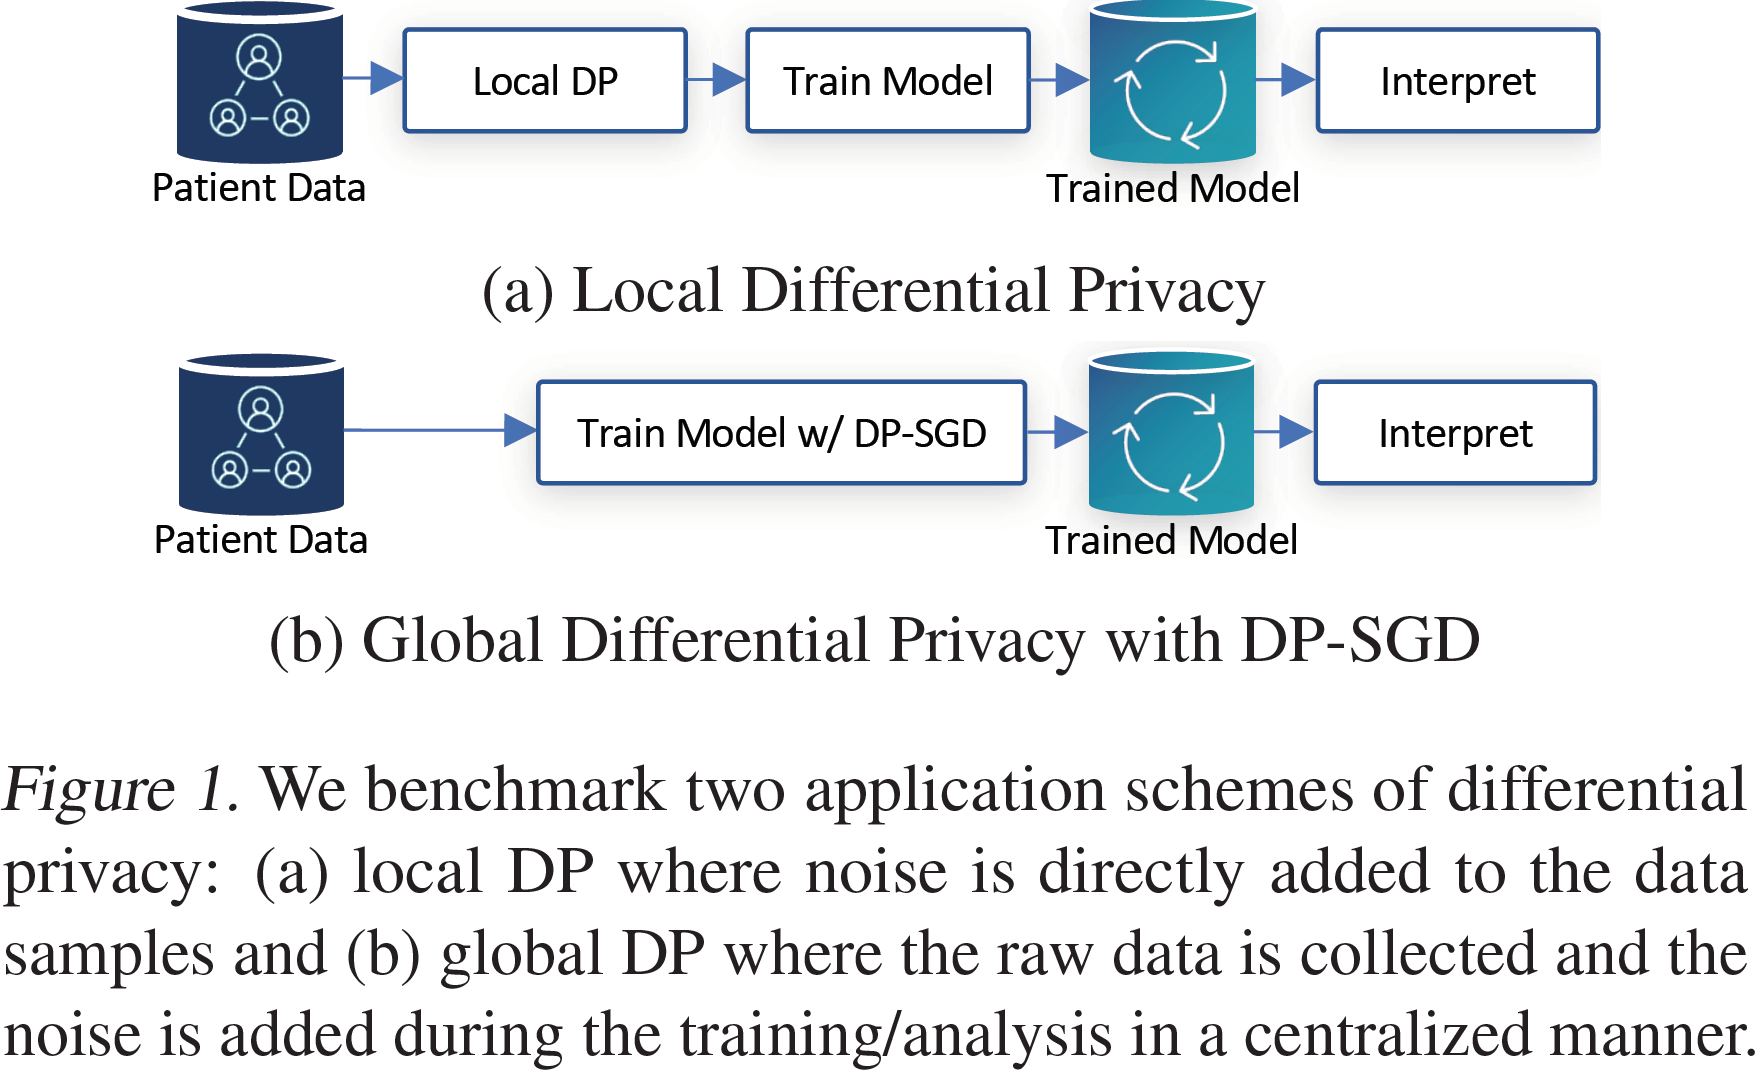 Local DP
Train Model
Interpret
Patient Data
Trained Model
(a) Local Differential Privacy
Train Model w/ DP-SGD
Interpret
Patient Data
Trained Model
(b) Global Differential Privacy with DP-SGD
Figure 1. We benchmark two application schemes of differential
privacy: (a) local DP where noise is directly added to the data
samples and (b) global DP where the raw data is collected and the
noise is added during the training/analysis in a centralized manner.